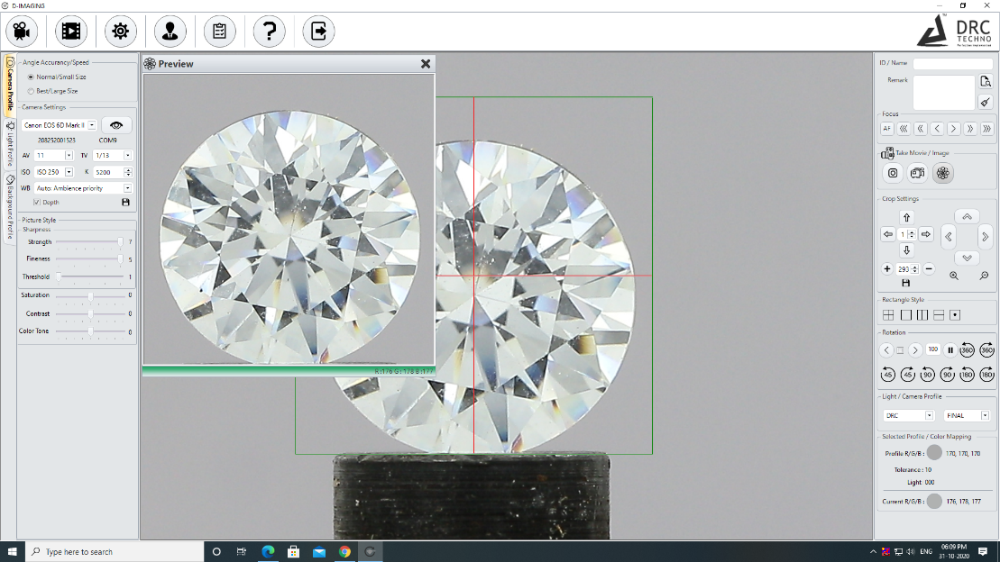 D-IMAGING
DRC
TECHNO
Camera Profile
Light Profile
Background Profile
Angle Accurancy/Speed
Normal/Small Size
Best/Large Size
Camera Settings
Canon EOS 6D Mark II
208252001523 COM9
AV 11 TV 1/13
ISO ISO 250 K 5200
WB Auto: Ambience priority
Depth
Picture Style
Sharpness
Strength 7
Fineness 5
Threshold 1
Saturation 0
Contrast 0
Color Tone 0
Preview
R :176 G : 178 B :177
ID / Name
Remark
Focus
AF
Take Movie / Image
Crop Settings
1
293
Rectangle Style
Rotation
100 360 360
45 45 90 90 180 180
Light / Camera Profile
DRC FINAL
Selected Profile / Color Mapping
Profile R/G/B : 170, 170, 170
Tolerance : 10
Light 000
Current R/G/B : 176, 178, 177
Type here to search
ENG
06:09 PM
31-10-2020